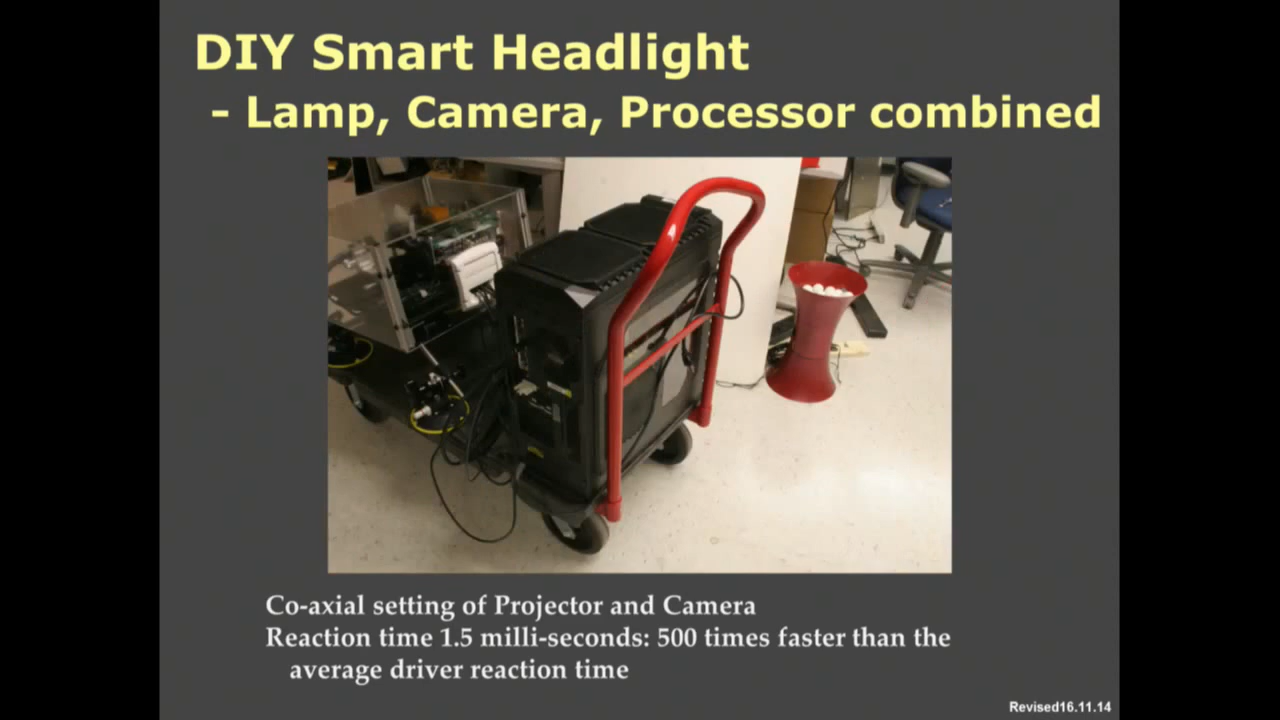 DIY Smart Headlight
- Lamp, Camera, Processor combined
Co-axial setting of Projector and Camera
Reaction time 1.5 milli-seconds: 500 times faster than the
average driver reaction time
Revised16.11.14